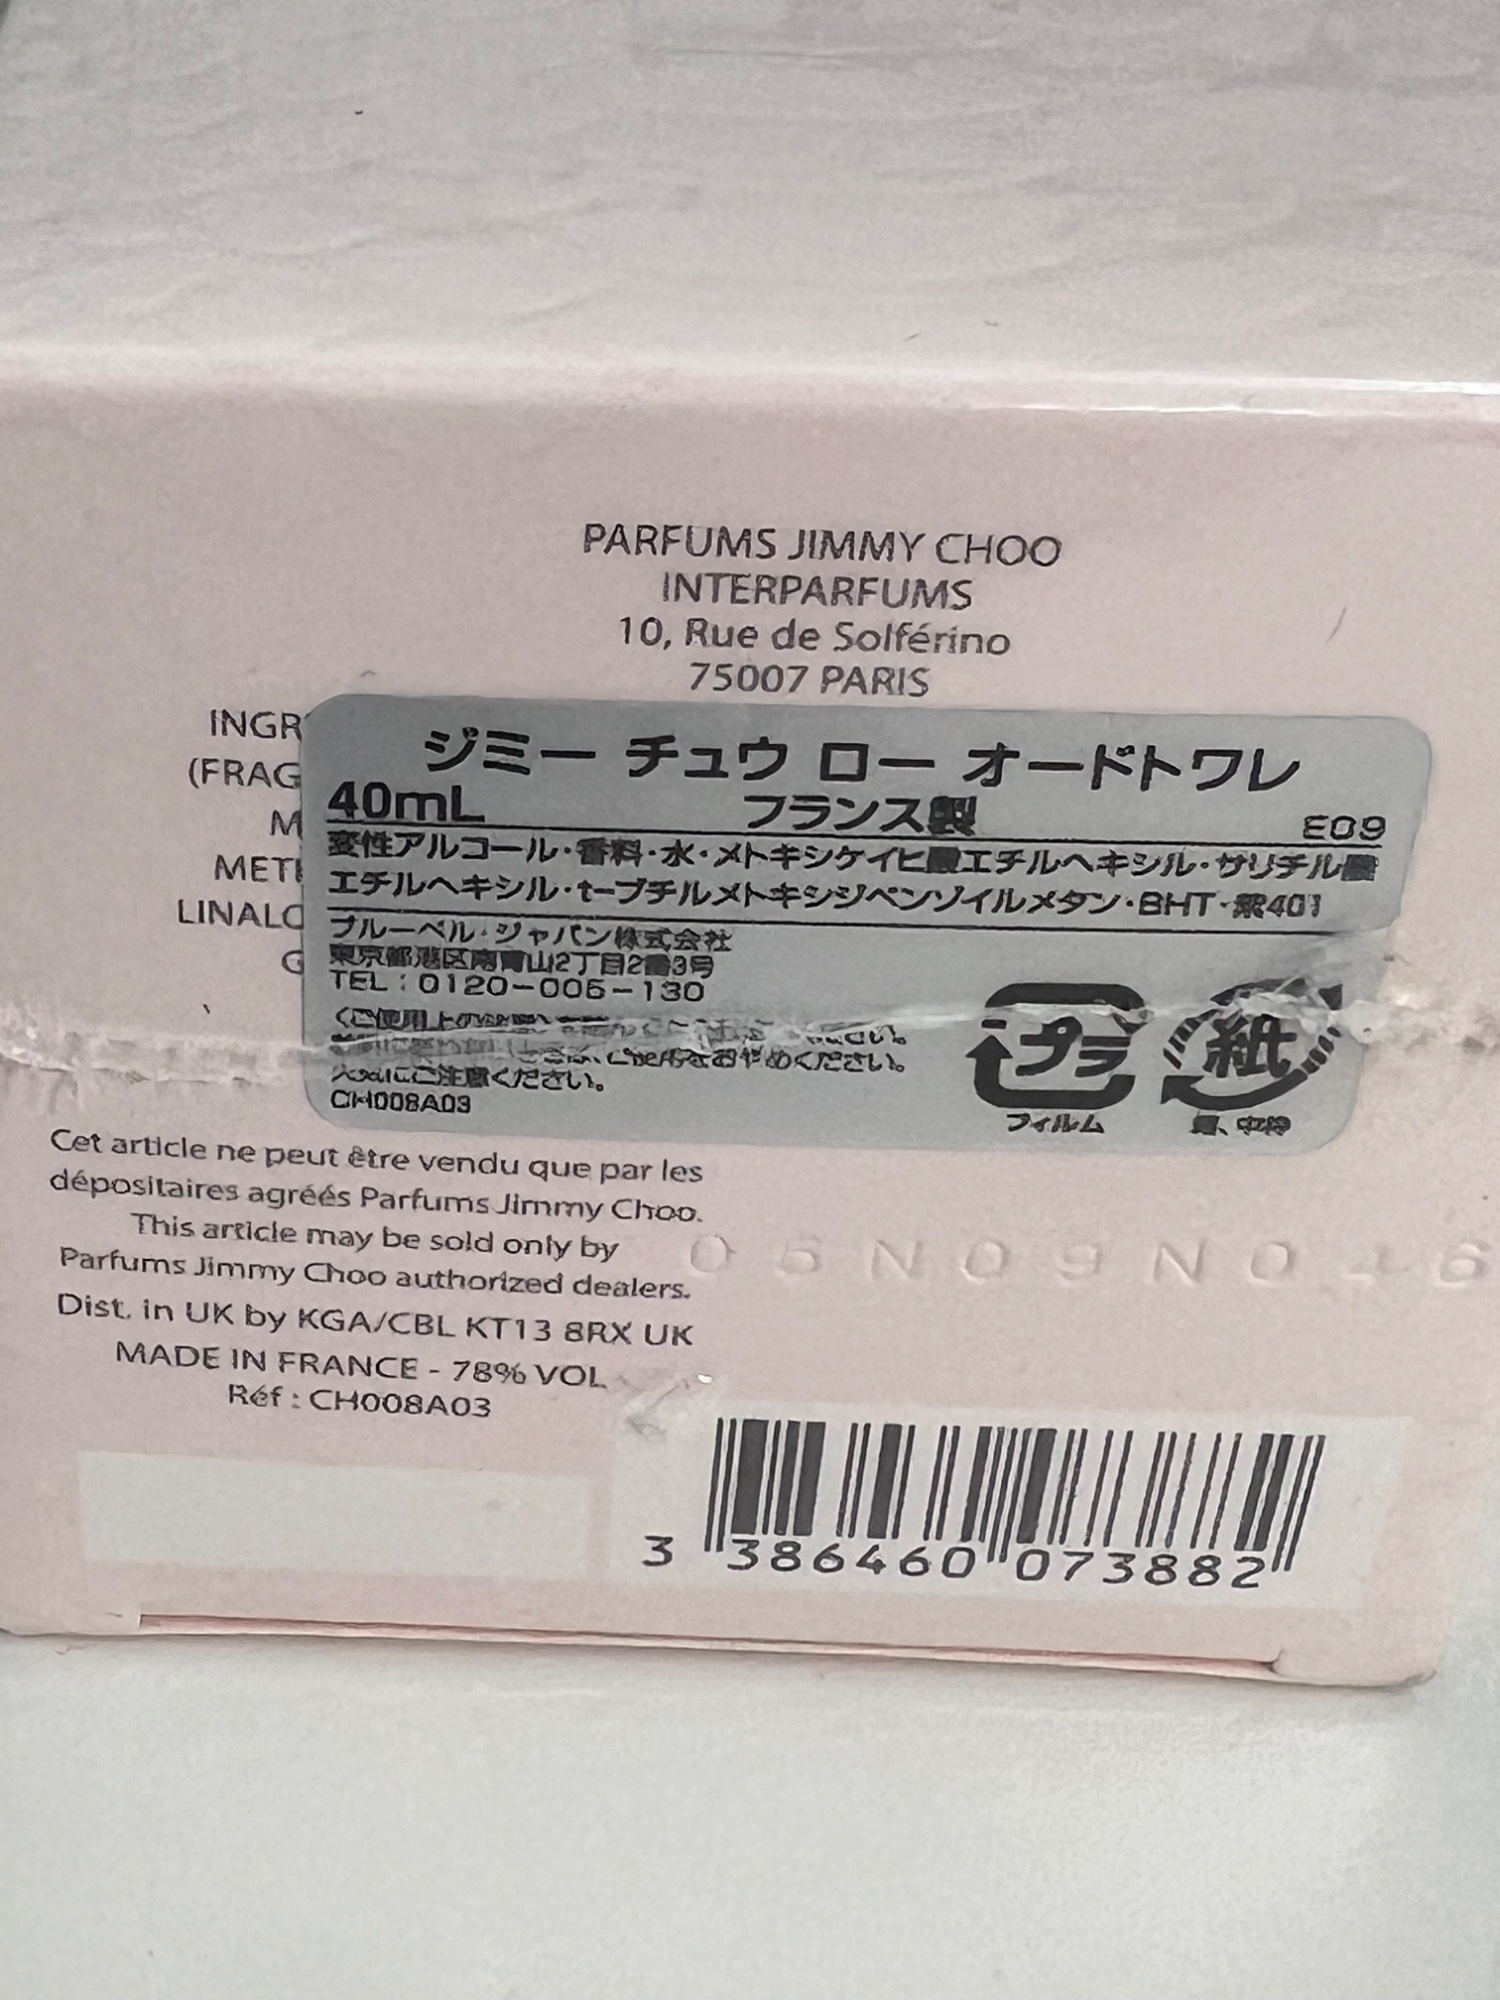 PARFUMS JIMMY CHOO
INTERPARFUMS
10, Rue de Solférino
75007 PARIS
INGR
(FRAG
M
METH
LINALO
G
ジミー チュウ ロー オードトワレ
40mL フランス製 E09
変性アルコール・香料・水・メトキシケイヒ酸エチルヘキシル・サリチル酸
エチルヘキシル・t-ブチルメトキシジベンゾイルメタン・BHT・紫401
ブルーベル・ジャパン株式会社
東京都港区南青山2丁目2番3号
TEL:0120-005-130
<ご使用上の
をおやめください。
にご注意ください。
CH008A03
プラ
フィルム
紙
Cet article ne peut être vendu que par les
dépositaires agréés Parfums Jimmy Choo.
This article may be sold only by
Parfums Jimmy Choo authorized dealers.
Dist. in UK by KGA/CBL KT13 8RX UK
MADE IN FRANCE - 78% VOL
Réf : CH008A03
3 386460 073882